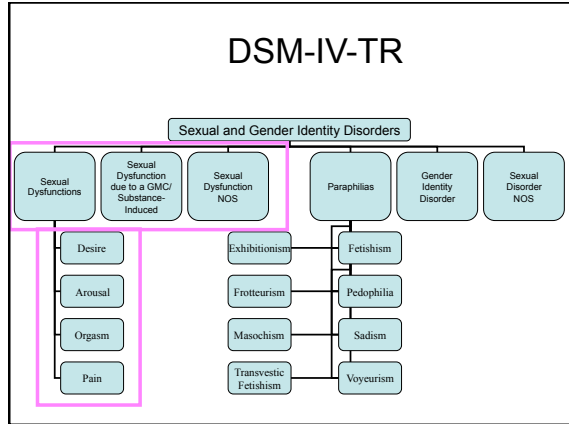 DSM-IV-TR
Sexual and Gender Identity Disorders
Sexual
Dysfunctions
Sexual
Dysfunction
due to a GMC/
Substance-
Induced
Sexual
Dysfunction
NOS
Paraphilias
Gender
Identity
Disorder
Sexual
Disorder
NOS
Desire
Arousal
Orgasm
Pain
Exhibitionism
Fetishism
Frotteurism
Pedophilia
Masochism
Sadism
Transvestic
Fetishism
Voyeurism